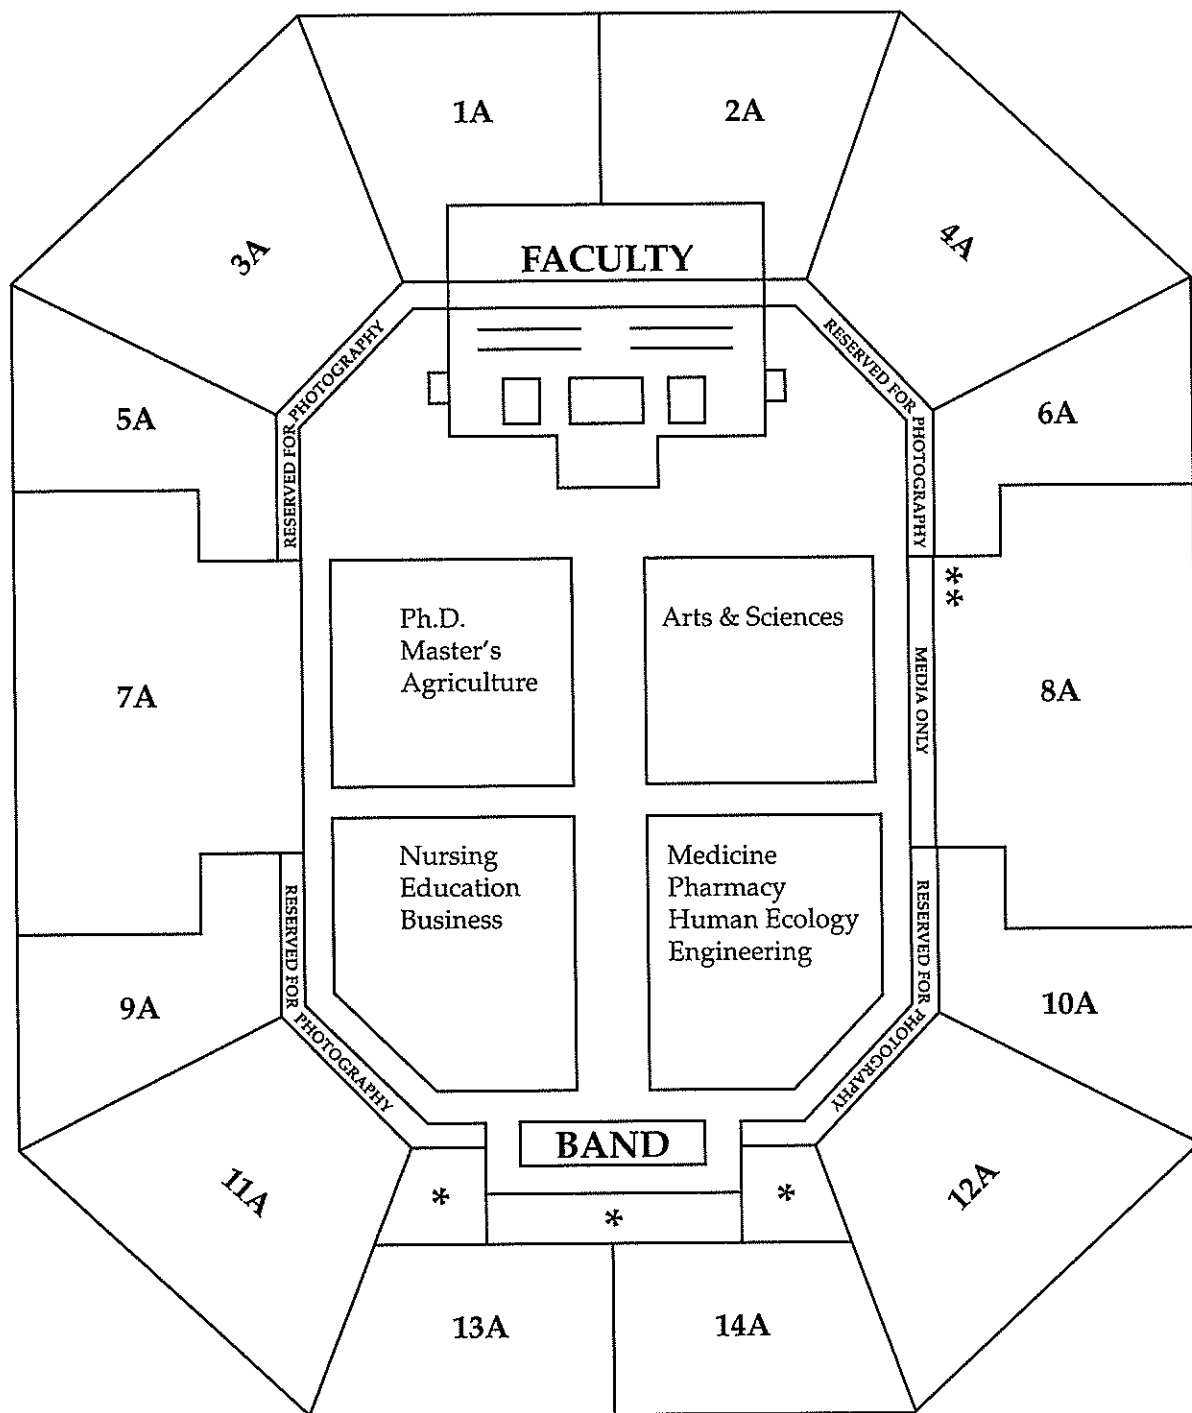 1A
2A
3A
FACULTY
4A
RESERVED FOR PHOTOGRAPHY
RESERVED FOR PHOTOGRAPHY
5A
6A
**
Ph.D.
Master's
Agriculture
Arts & Sciences
7A
MEDIA ONLY
8A
Nursing
Education
Business
Medicine
Pharmacy
Human Ecology
Engineering
RESERVED FOR PHOTOGRAPHY
RESERVED FOR PHOTOGRAPHY
9A
10A
BAND
11A
*
*
*
12A
13A
14A